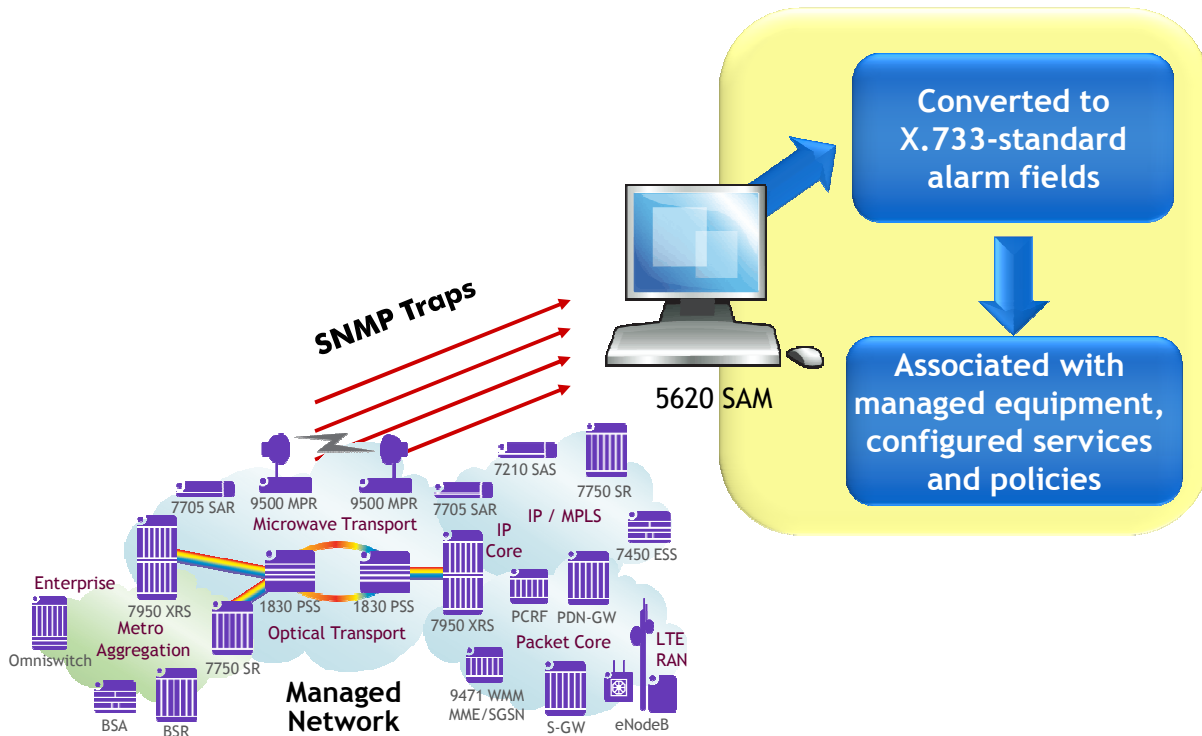 Converted to
X.733-standard
alarm fields
SNMP Traps
5620 SAM
Associated with
managed equipment,
configured services
and policies
7210 SAS
7750 SR
7705 SAR
9500 MPR
9500 MPR
7705 SAR
Microwave Transport
IP / MPLS
IP
Core
7450 ESS
Enterprise
7950 XRS
1830 PSS
1830 PSS
7950 XRS
PCRF
PDN-GW
Metro
Aggregation
Optical Transport
Packet Core
LTE
RAN
Omniswitch
7750 SR
BSA
BSR
Managed
Network
9471 WMM
MME/SGSN
S-GW
eNodeB